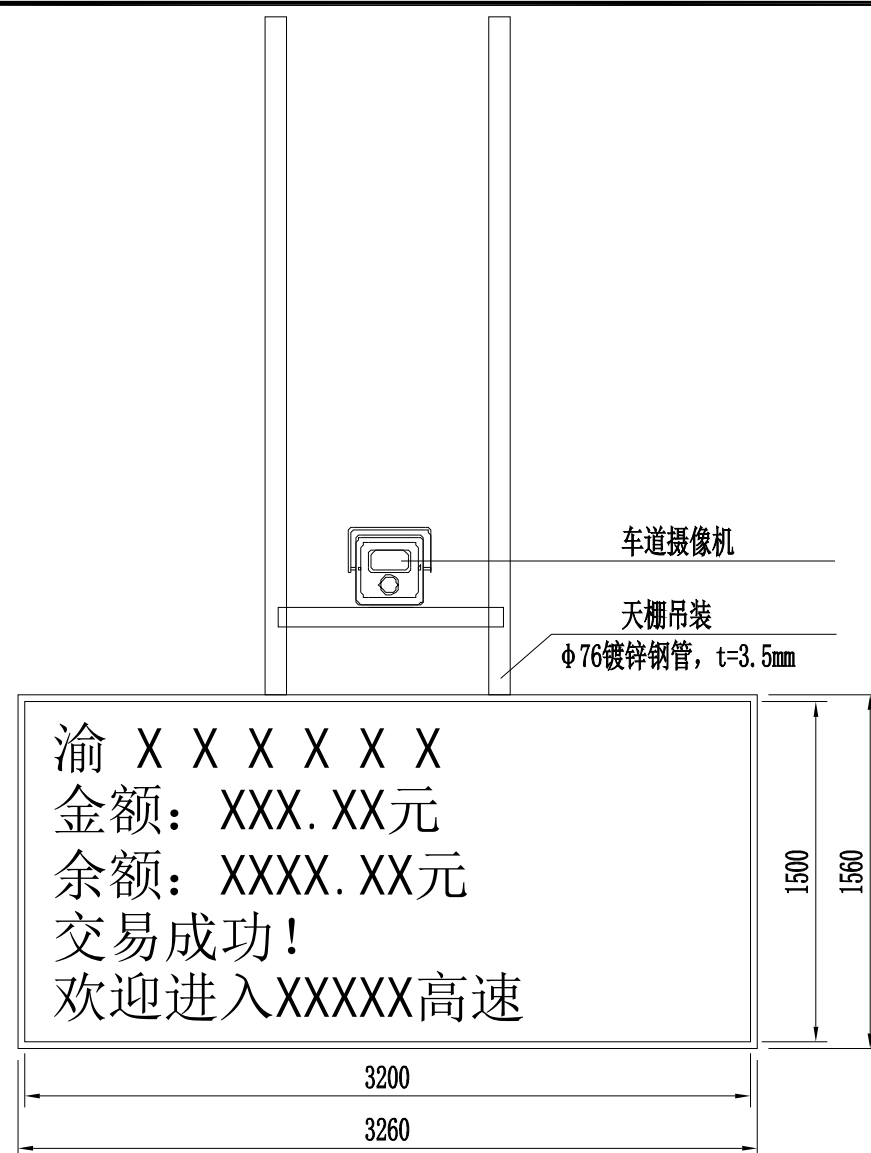 车道摄像机
天棚吊装
φ76镀锌钢管，t=3.5mm
渝 X X X X X X
金额：XXX.XX元
余额：XXXX.XX元
交易成功！
欢迎进入XXXXX高速
1500
1560
3200
3260